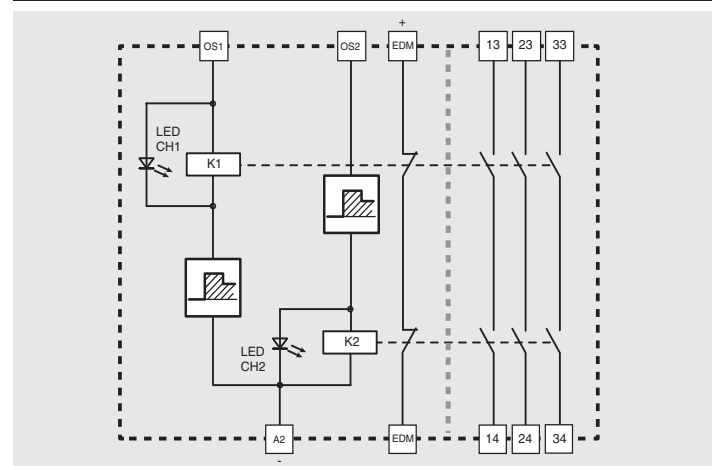 +
OS1 OS2 EDM 13 23 33
LED
CH1
K1
K2
LED
CH2
A2 EDM 14 24 34
-